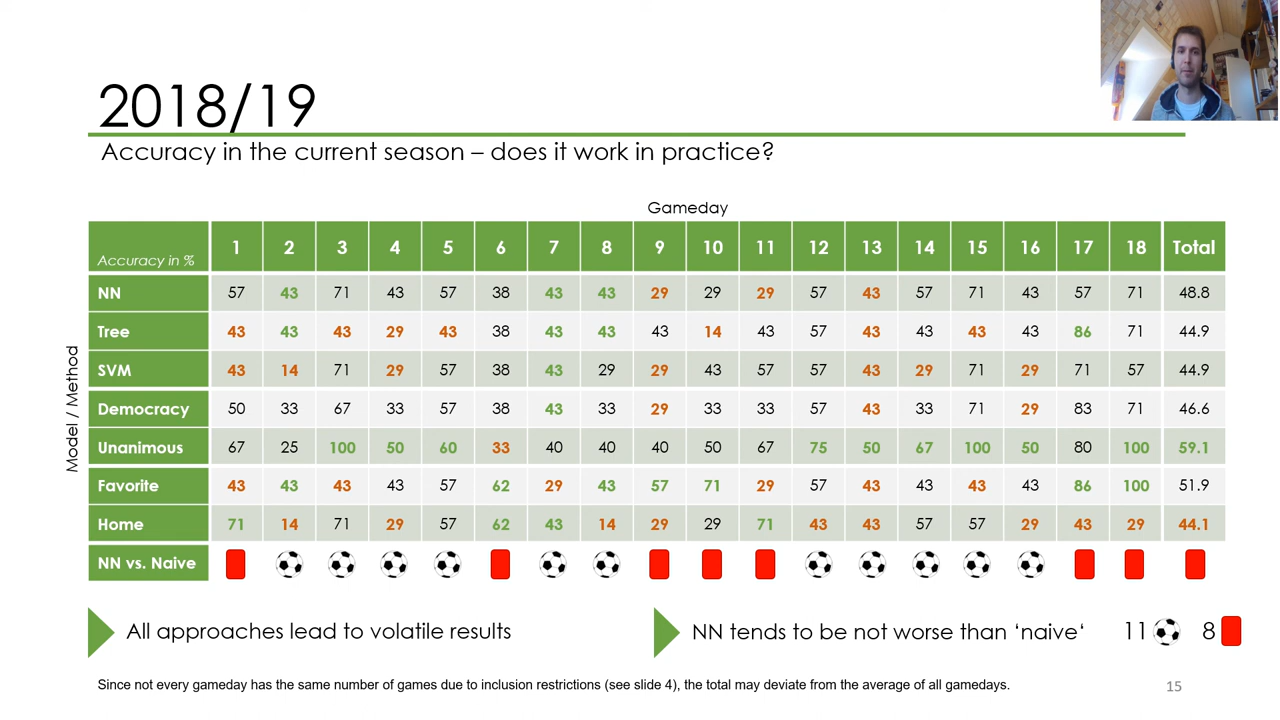 2018/19
Accuracy in the current season – does it work in practice?
Gameday
Accuracy in % 1 2 3 4 5 6 7 8 9 10 11 12 13 14 15 16 17 18 Total
Model / Method
NN 57 43 71 43 57 38 43 43 29 29 29 57 43 57 71 43 57 71 48.8
Tree 43 43 43 29 43 38 43 43 43 14 43 57 43 43 43 43 86 71 44.9
SVM 43 14 71 29 57 38 43 29 29 43 57 57 43 29 71 29 71 57 44.9
Democracy 50 33 67 33 57 38 43 33 29 33 33 57 43 33 71 29 83 71 46.6
Unanimous 67 25 100 50 60 33 40 40 40 50 67 75 50 67 100 50 80 100 59.1
Favorite 43 43 43 43 57 62 29 43 57 71 29 57 43 43 43 43 86 100 51.9
Home 71 14 71 29 57 62 43 14 29 29 71 43 43 57 57 29 43 29 44.1
NN vs. Naive
All approaches lead to volatile results
NN tends to be not worse than ‘naive‘ 11 8
Since not every gameday has the same number of games due to inclusion restrictions (see slide 4), the total may deviate from the average of all gamedays.
15